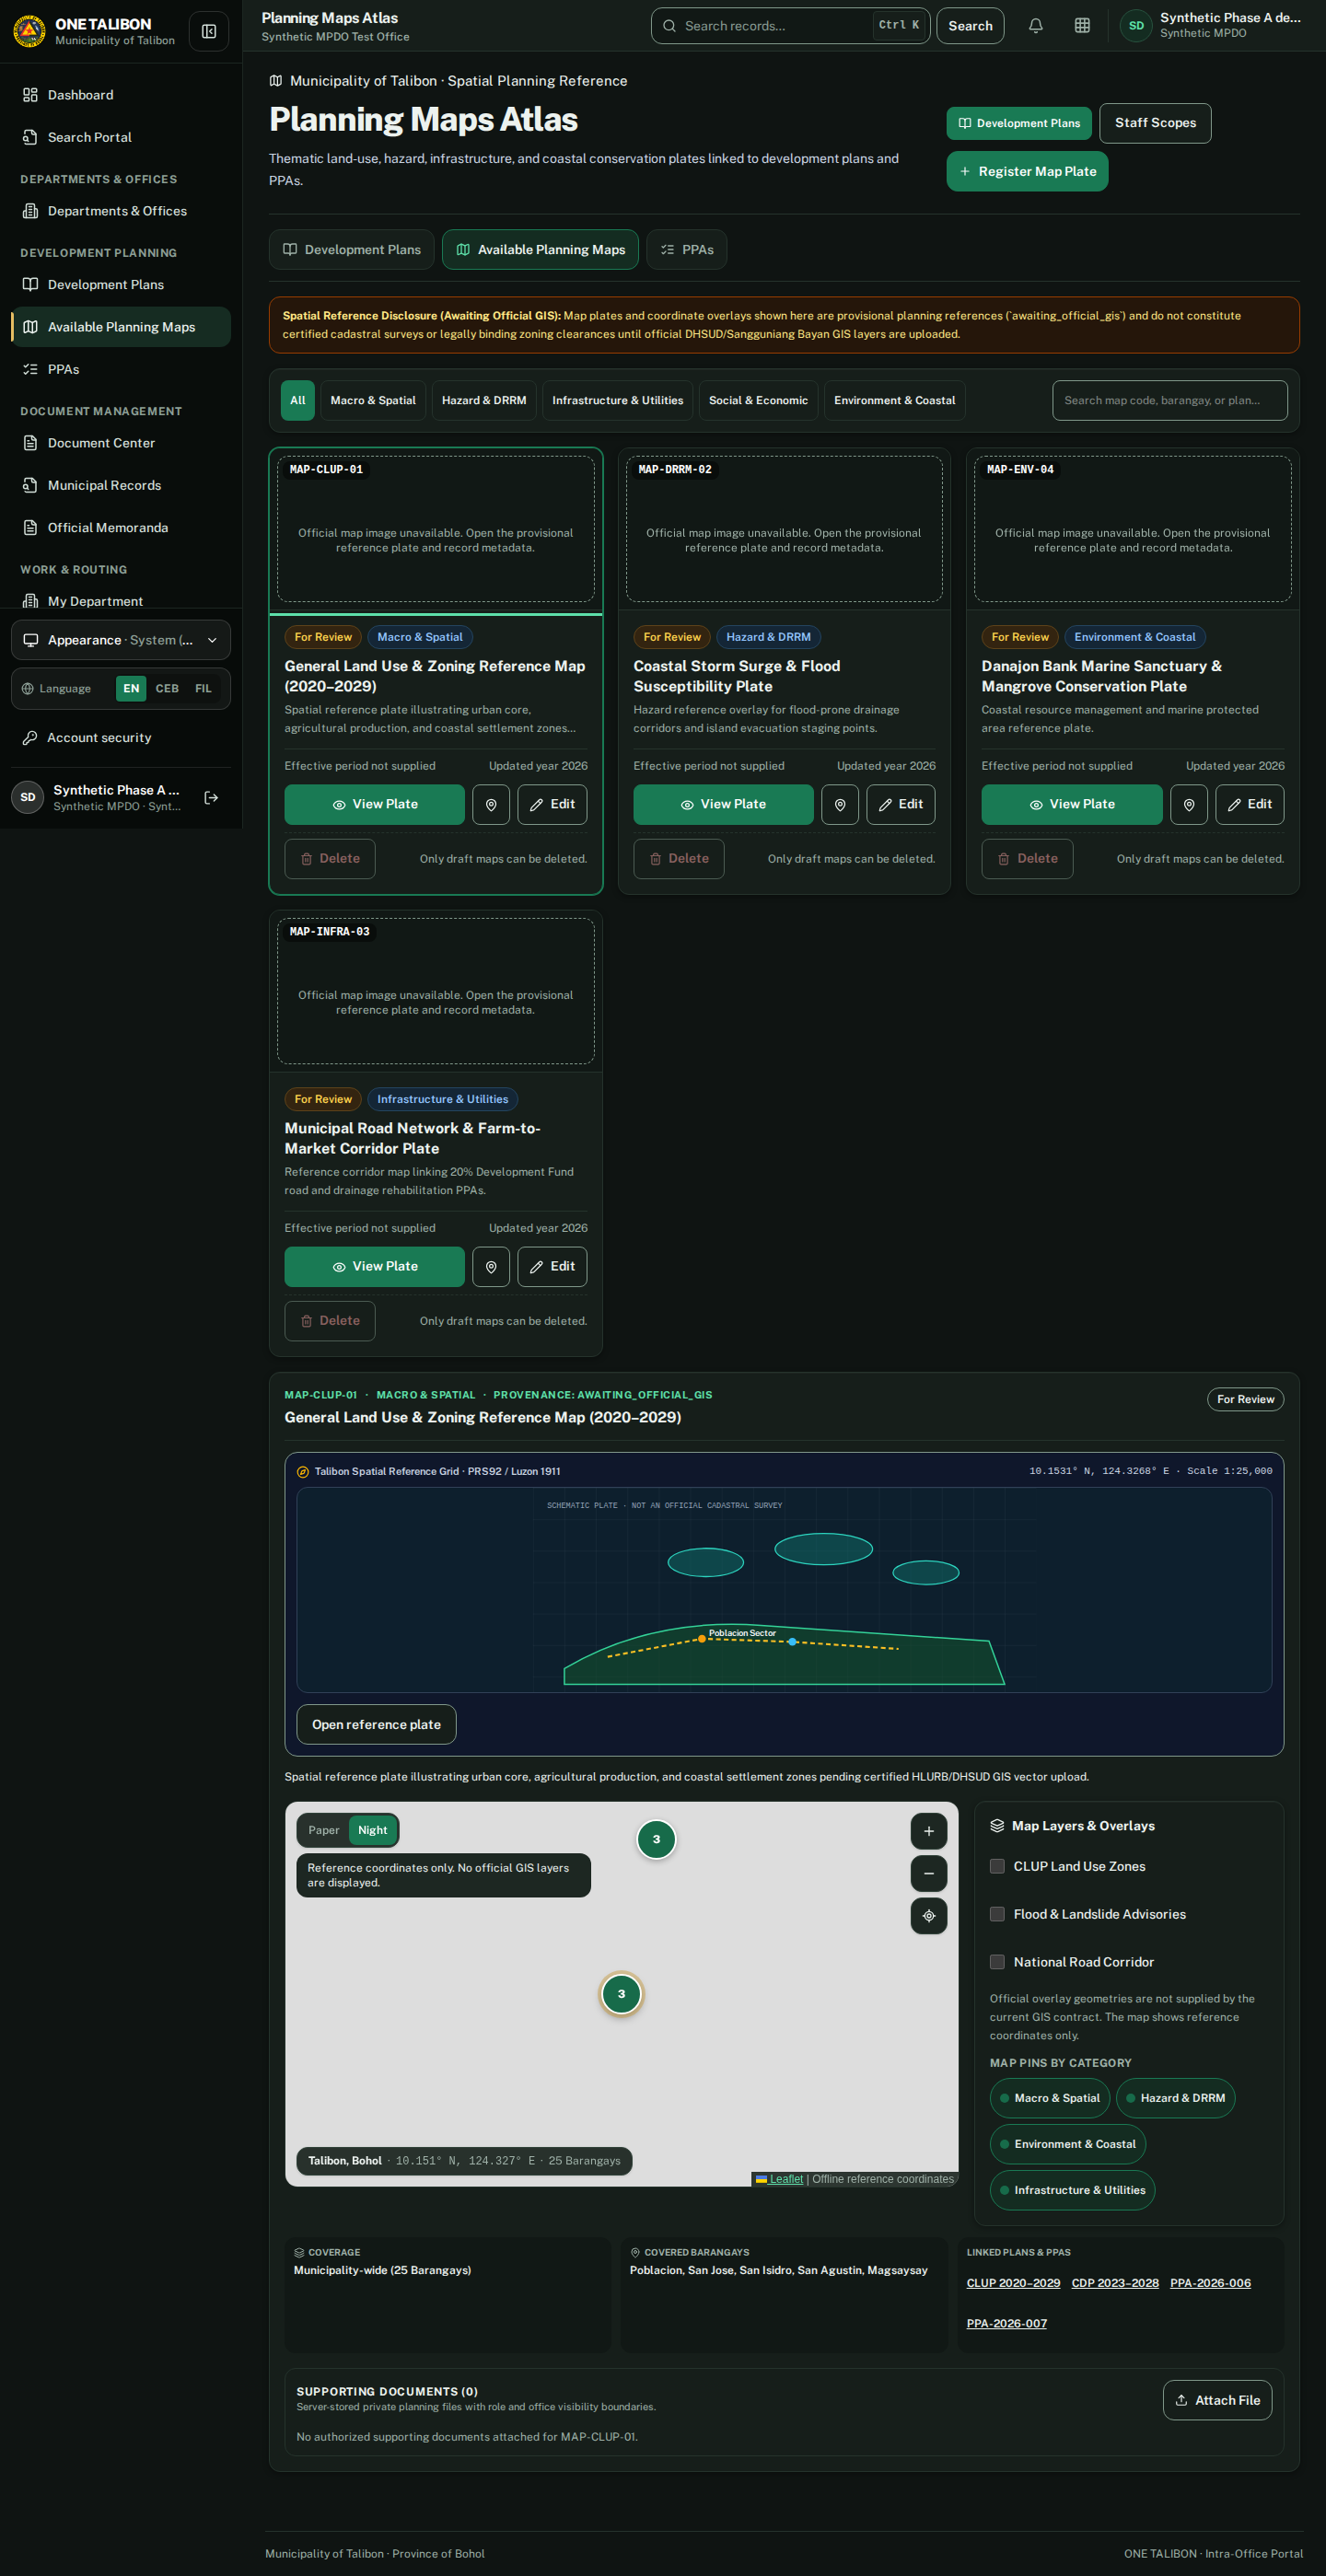 ONE TALIBON
Municipality of Talibon
Dashboard
Search Portal
DEPARTMENTS & OFFICES
Departments & Offices
DEVELOPMENT PLANNING
Development Plans
Available Planning Maps
PPAs
DOCUMENT MANAGEMENT
Document Center
Municipal Records
Official Memoranda
WORK & ROUTING
My Department
Appearance · System (...
Language EN CEB FIL
Account security
SD Synthetic Phase A ...
Synthetic MPDO · Synt...
Planning Maps Atlas
Synthetic MPDO Test Office
Search records... Ctrl K Search
SD Synthetic Phase A de...
Synthetic MPDO
Municipality of Talibon · Spatial Planning Reference
Planning Maps Atlas
Thematic land-use, hazard, infrastructure, and coastal conservation plates linked to development plans and
PPAs.
Development Plans Staff Scopes
+ Register Map Plate
Development Plans Available Planning Maps PPAs
Spatial Reference Disclosure (Awaiting Official GIS): Map plates and coordinate overlays shown here are provisional planning references (`awaiting_official_gis`) and do not constitute
certified cadastral surveys or legally binding zoning clearances until official DHSUD/Sangguniang Bayan GIS layers are uploaded.
All Macro & Spatial Hazard & DRRM Infrastructure & Utilities Social & Economic Environment & Coastal Search map code, barangay, or plan...
MAP-CLUP-01
Official map image unavailable. Open the provisional
reference plate and record metadata.
For Review Macro & Spatial
General Land Use & Zoning Reference Map
(2020–2029)
Spatial reference plate illustrating urban core,
agricultural production, and coastal settlement zones...
Effective period not supplied Updated year 2026
View Plate Edit
Delete Only draft maps can be deleted.
MAP-DRRM-02
Official map image unavailable. Open the provisional
reference plate and record metadata.
For Review Hazard & DRRM
Coastal Storm Surge & Flood
Susceptibility Plate
Hazard reference overlay for flood-prone drainage
corridors and island evacuation staging points.
Effective period not supplied Updated year 2026
View Plate Edit
Delete Only draft maps can be deleted.
MAP-ENV-04
Official map image unavailable. Open the provisional
reference plate and record metadata.
For Review Environment & Coastal
Danajon Bank Marine Sanctuary &
Mangrove Conservation Plate
Coastal resource management and marine protected
area reference plate.
Effective period not supplied Updated year 2026
View Plate Edit
Delete Only draft maps can be deleted.
MAP-INFRA-03
Official map image unavailable. Open the provisional
reference plate and record metadata.
For Review Infrastructure & Utilities
Municipal Road Network & Farm-to-
Market Corridor Plate
Reference corridor map linking 20% Development Fund
road and drainage rehabilitation PPAs.
Effective period not supplied Updated year 2026
View Plate Edit
Delete Only draft maps can be deleted.
MAP-CLUP-01 · MACRO & SPATIAL · PROVENANCE: AWAITING_OFFICIAL_GIS
General Land Use & Zoning Reference Map (2020–2029)
For Review
Talibon Spatial Reference Grid · PRS92 / Luzon 1911 10.1531° N, 124.3268° E · Scale 1:25,000
SCHEMATIC PLATE · NOT AN OFFICIAL CADASTRAL SURVEY
Poblacion Sector
Open reference plate
Spatial reference plate illustrating urban core, agricultural production, and coastal settlement zones pending certified HLURB/DHSUD GIS vector upload.
Paper Night
Reference coordinates only. No official GIS layers
are displayed.
3
3
+
−
Talibon, Bohol · 10.151° N, 124.327° E · 25 Barangays
Leaflet | Offline reference coordinates
Map Layers & Overlays
CLUP Land Use Zones
Flood & Landslide Advisories
National Road Corridor
Official overlay geometries are not supplied by the
current GIS contract. The map shows reference
coordinates only.
MAP PINS BY CATEGORY
Macro & Spatial Hazard & DRRM
Environment & Coastal
Infrastructure & Utilities
COVERAGE
Municipality-wide (25 Barangays)
COVERED BARANGAYS
Poblacion, San Jose, San Isidro, San Agustin, Magsaysay
LINKED PLANS & PPAS
CLUP 2020–2029 CDP 2023–2028 PPA-2026-006
PPA-2026-007
SUPPORTING DOCUMENTS (0)
Server-stored private planning files with role and office visibility boundaries.
Attach File
No authorized supporting documents attached for MAP-CLUP-01.
Municipality of Talibon · Province of Bohol ONE TALIBON · Intra-Office Portal